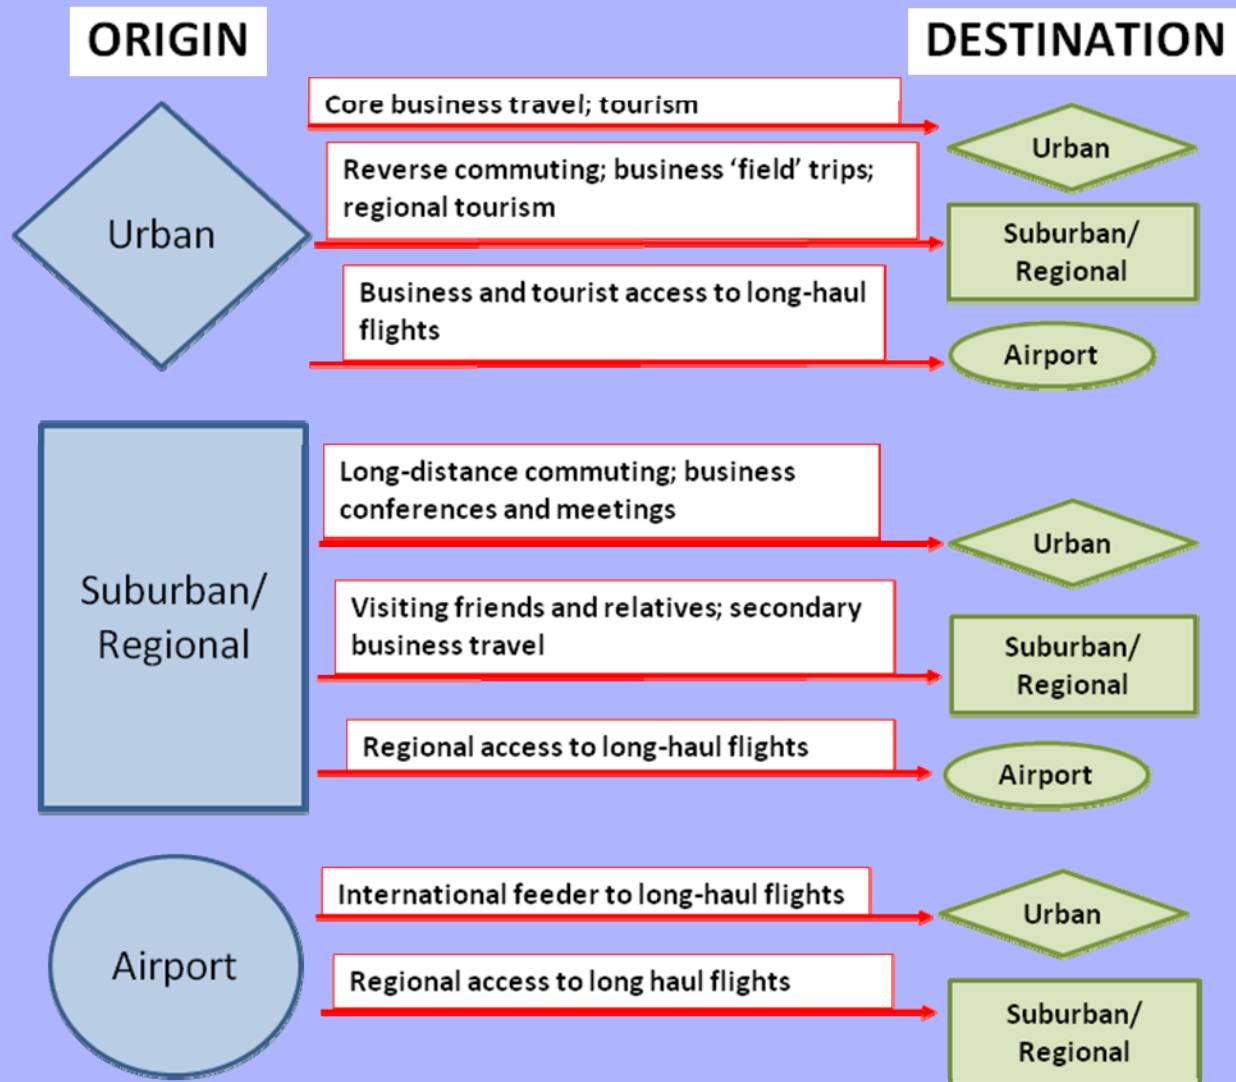 ORIGIN
DESTINATION
Urban
Core business travel; tourism
Urban
Reverse commuting; business ‘field’ trips;
regional tourism
Suburban/
Regional
Business and tourist access to long-haul
flights
Airport
Suburban/
Regional
Long-distance commuting; business
conferences and meetings
Urban
Visiting friends and relatives; secondary
business travel
Suburban/
Regional
Regional access to long-haul flights
Airport
Airport
International feeder to long-haul flights
Urban
Regional access to long haul flights
Suburban/
Regional